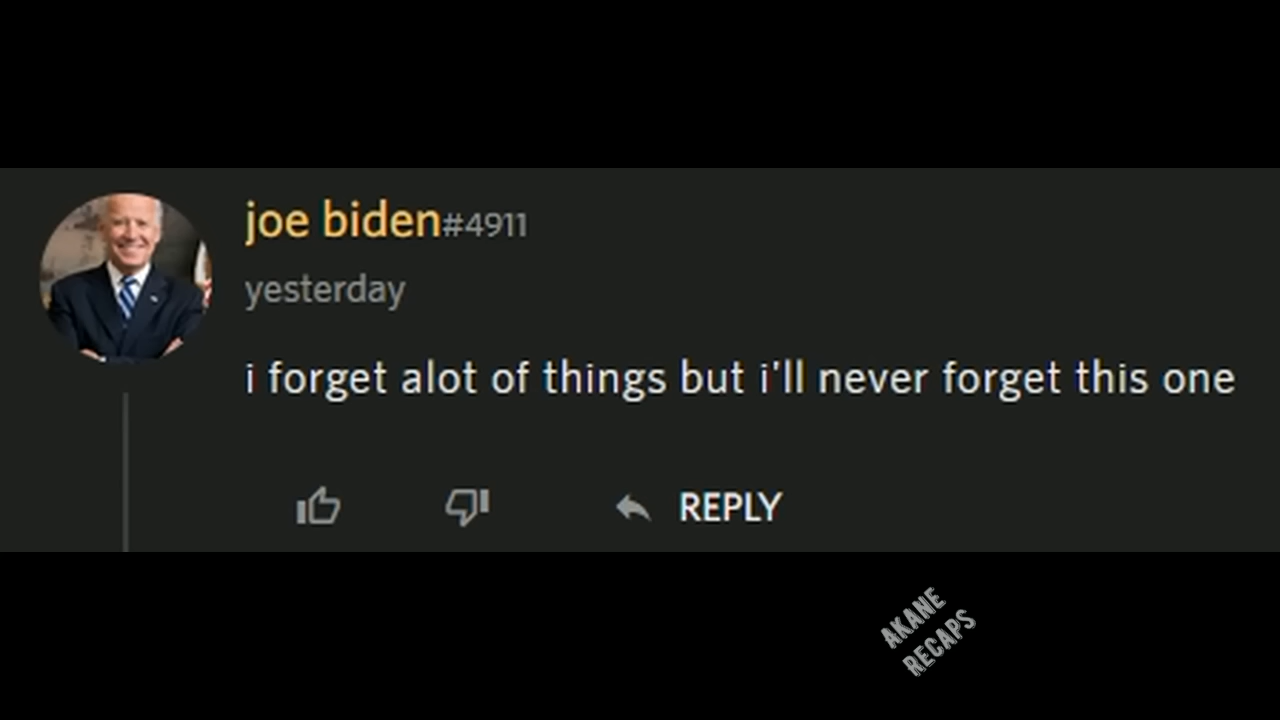 joe biden#4911
yesterday
i forget alot of things but i'll never forget this one
REPLY
AKANE
RECAPS